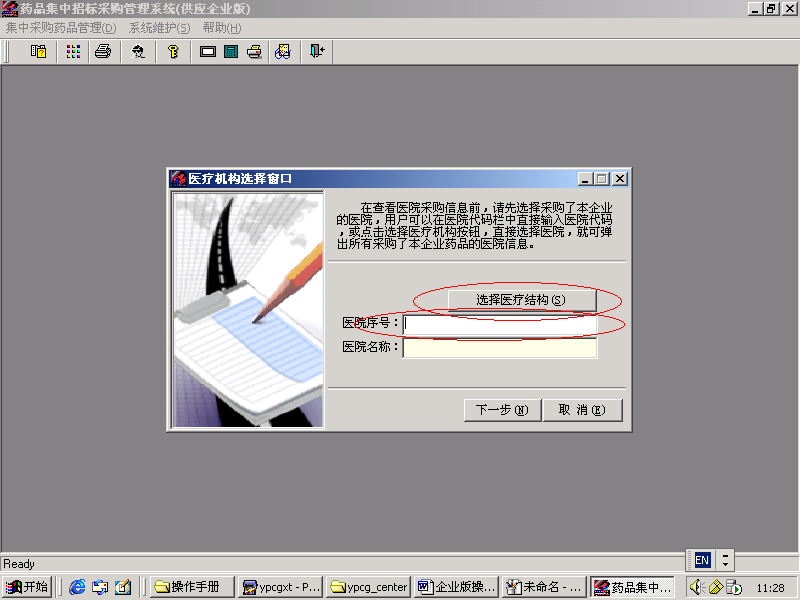 药品集中招标采购管理系统(供应企业版)
集中采购药品管理(D) 系统维护(S) 帮助(H)
医疗机构选择窗口
在查看医院采购信息前，请先选择采购了本企业
的医院，用户可以在医院代码栏中直接输入医院代码
，或点击选择医疗机构按钮，直接选择医院，就可弹
出所有采购了本企业药品的医院信息。
选择医疗结构(S)
医院序号：
医院名称：
下一步(N) 取 消(E)
Ready
EN
开始 操作手册 ypcgxt - P... ypcg_center 企业版操... 未命名 - ... 药品集中... 11:28